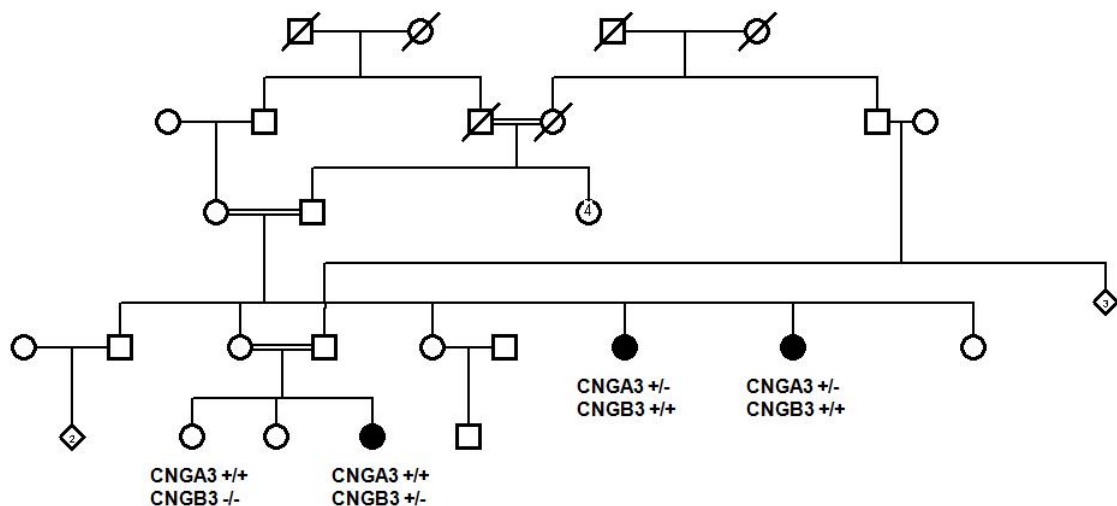 4
3
CNGA3 +/-
CNGB3 +/+
CNGA3 +/-
CNGB3 +/+
2
CNGA3 +/+
CNGB3 -/-
CNGA3 +/+
CNGB3 +/-